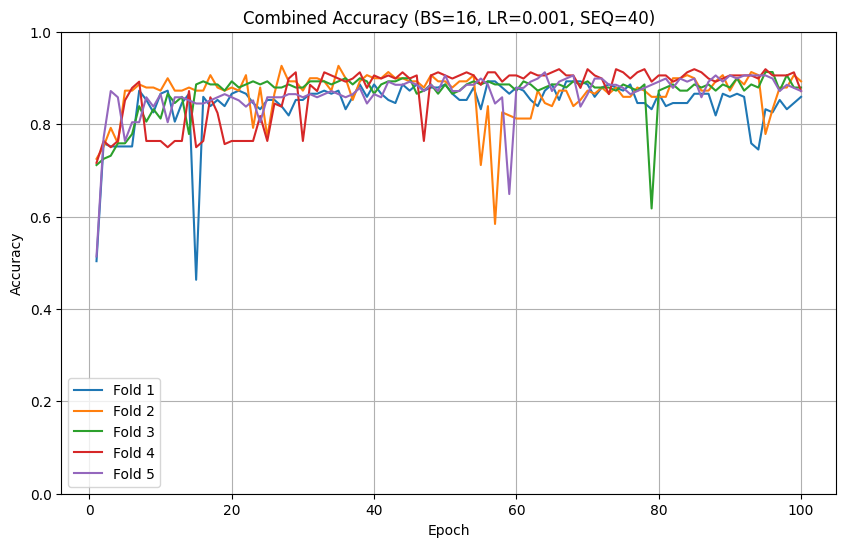 Combined Accuracy (BS=16, LR=0.001, SEQ=40)
1.0
0.8
0.6
0.4
0.2
0.0
Accuracy
Fold 1
Fold 2
Fold 3
Fold 4
Fold 5
0 20 40 60 80 100
Epoch